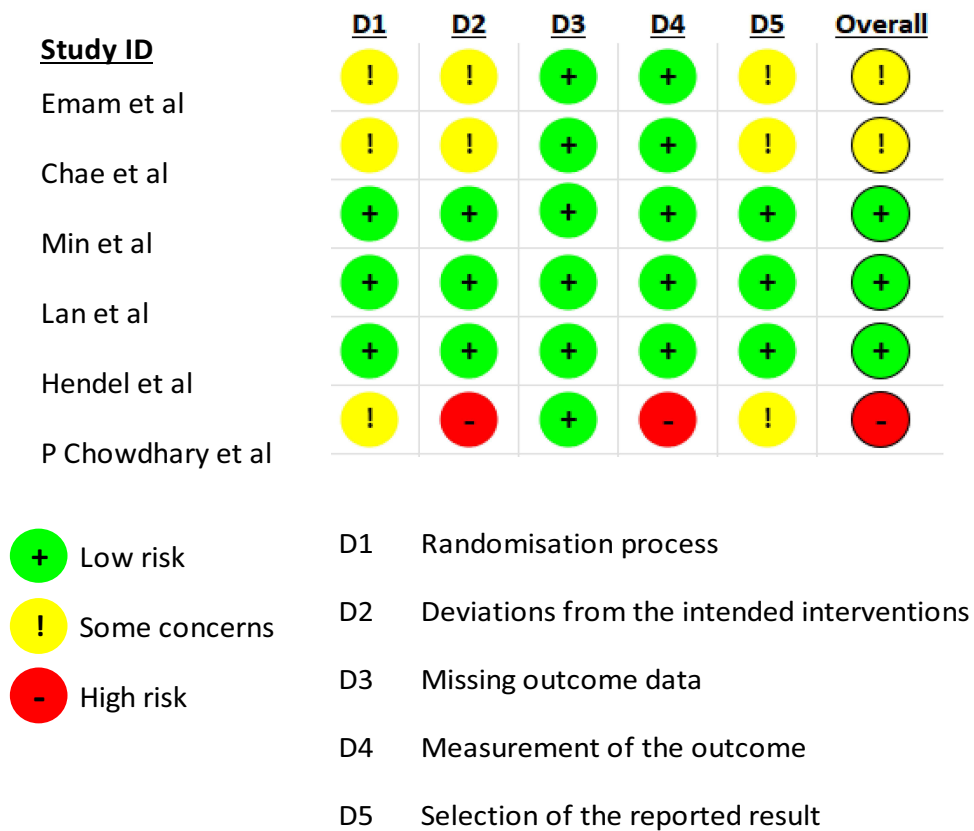 D1 D2 D3 D4 D5 Overall
Study ID
! ! + + ! !
Emam et al
! ! + + ! !
Chae et al
+ + + + + +
Min et al
+ + + + + +
Lan et al
+ + + + + +
Hendel et al
! - + - ! -
P Chowdhary et al
+ Low risk
! Some concerns
- High risk
D1 Randomisation process
D2 Deviations from the intended interventions
D3 Missing outcome data
D4 Measurement of the outcome
D5 Selection of the reported result